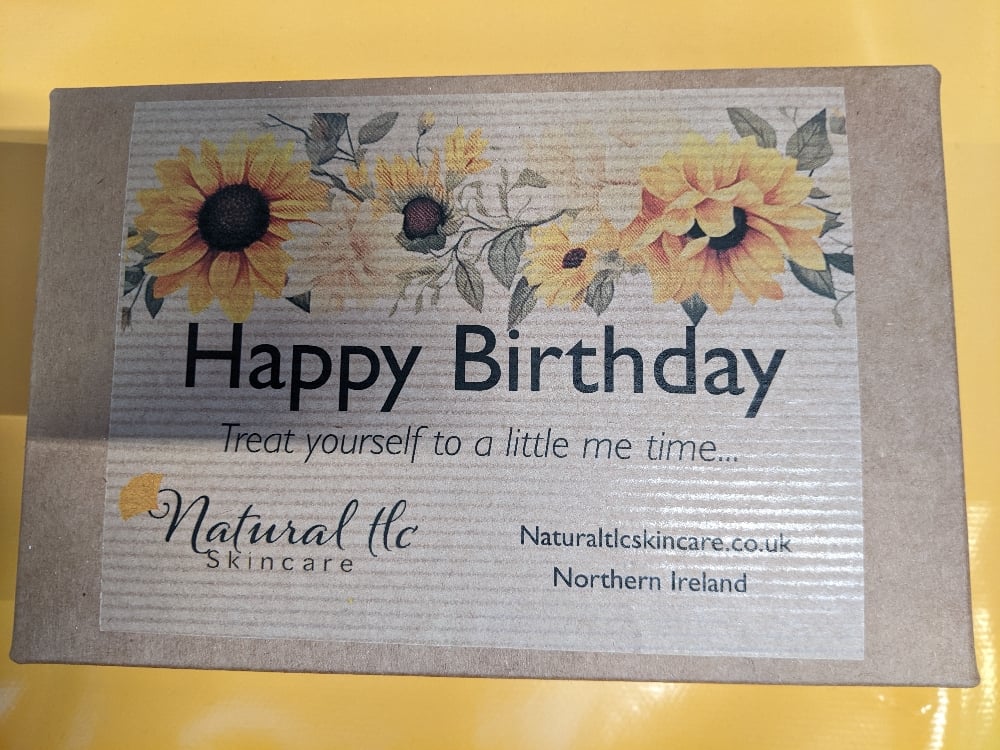 Happy Birthday
Treat yourself to a little me time...
Natural tlc
Skincare
Naturaltlcskincare.co.uk
Northern Ireland